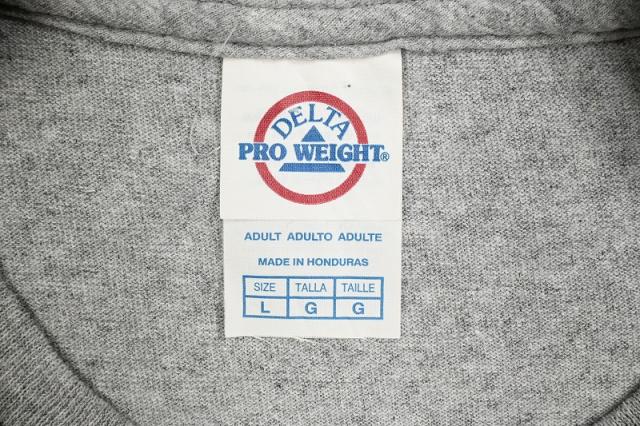 DELTA
PRO WEIGHT®
ADULT ADULTO ADULTE
MADE IN HONDURAS
SIZE TALLA TAILLE
L G G